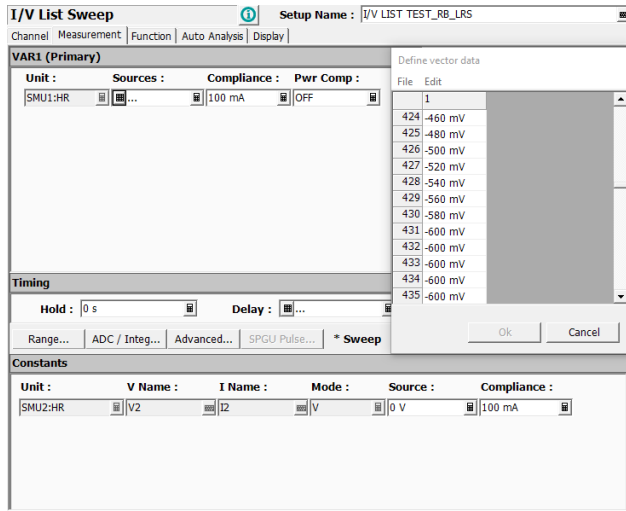 I/V List Sweep
Setup Name : I/V LIST TEST_RB_LRS
Channel Measurement Function Auto Analysis Display
VAR1 (Primary)
Unit : Sources : Compliance : Pwr Comp :
SMU1:HR ... 100 mA OFF
Define vector data
File Edit
1
424 -460 mV
425 -480 mV
426 -500 mV
427 -520 mV
428 -540 mV
429 -560 mV
430 -580 mV
431 -600 mV
432 -600 mV
433 -600 mV
434 -600 mV
435 -600 mV
Ok Cancel
Timing
Hold : 0 s Delay : ...
Range... ADC / Integ... Advanced... SPGU Pulse... * Sweep
Constants
Unit : V Name : I Name : Mode : Source : Compliance :
SMU2:HR V2 I2 V 0 V 100 mA